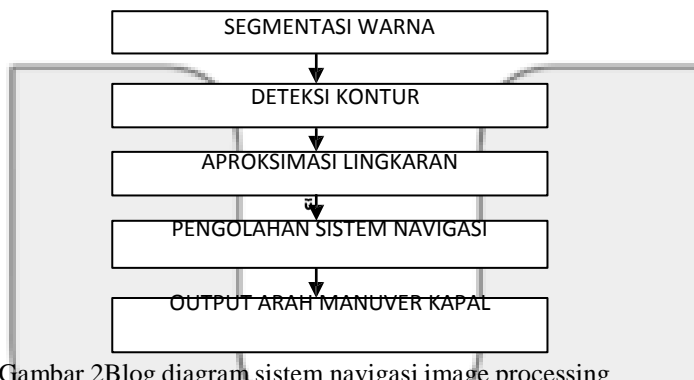 SEGMENTASI WARNA
DETEKSI KONTUR
APROKSIMASI LINGKARAN
PENGOLAHAN SISTEM NAVIGASI
OUTPUT ARAH MANUVER KAPAL
Gambar 2Blog diagram sistem navigasi image processing